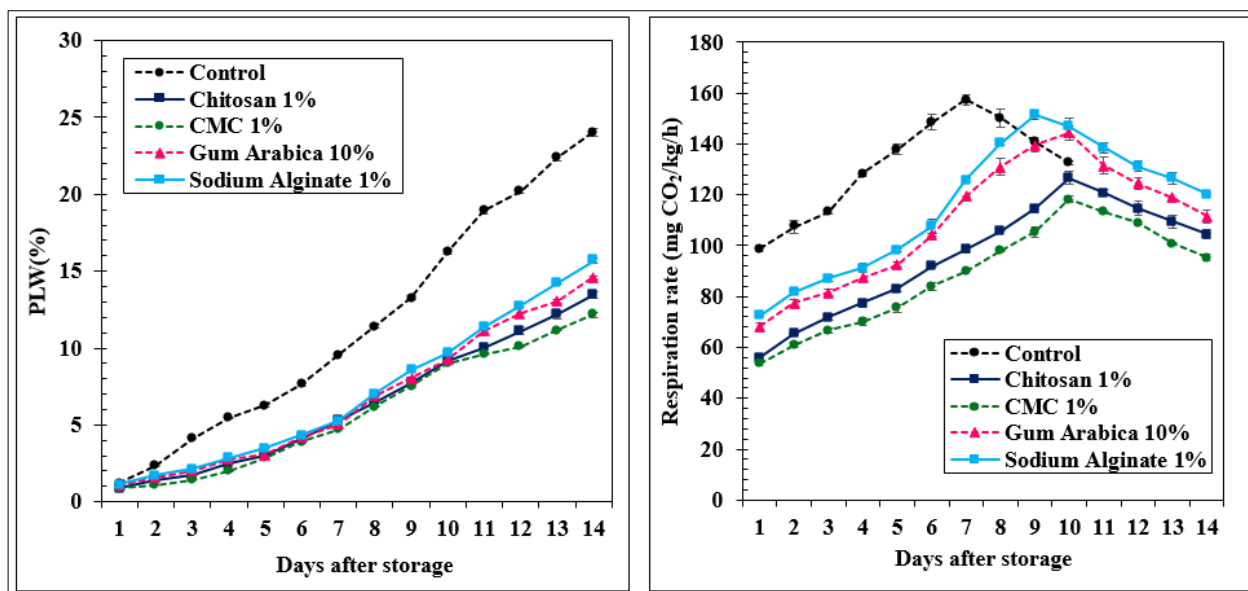 30
25
20
15
10
5
0
PLW(%)
Control
Chitosan 1%
CMC 1%
Gum Arabica 10%
Sodium Alginate 1%
1 2 3 4 5 6 7 8 9 10 11 12 13 14
Days after storage
180
160
140
120
100
80
60
40
20
0
Respiration rate (mg CO₂/kg/h)
Control
Chitosan 1%
CMC 1%
Gum Arabica 10%
Sodium Alginate 1%
1 2 3 4 5 6 7 8 9 10 11 12 13 14
Days after storage